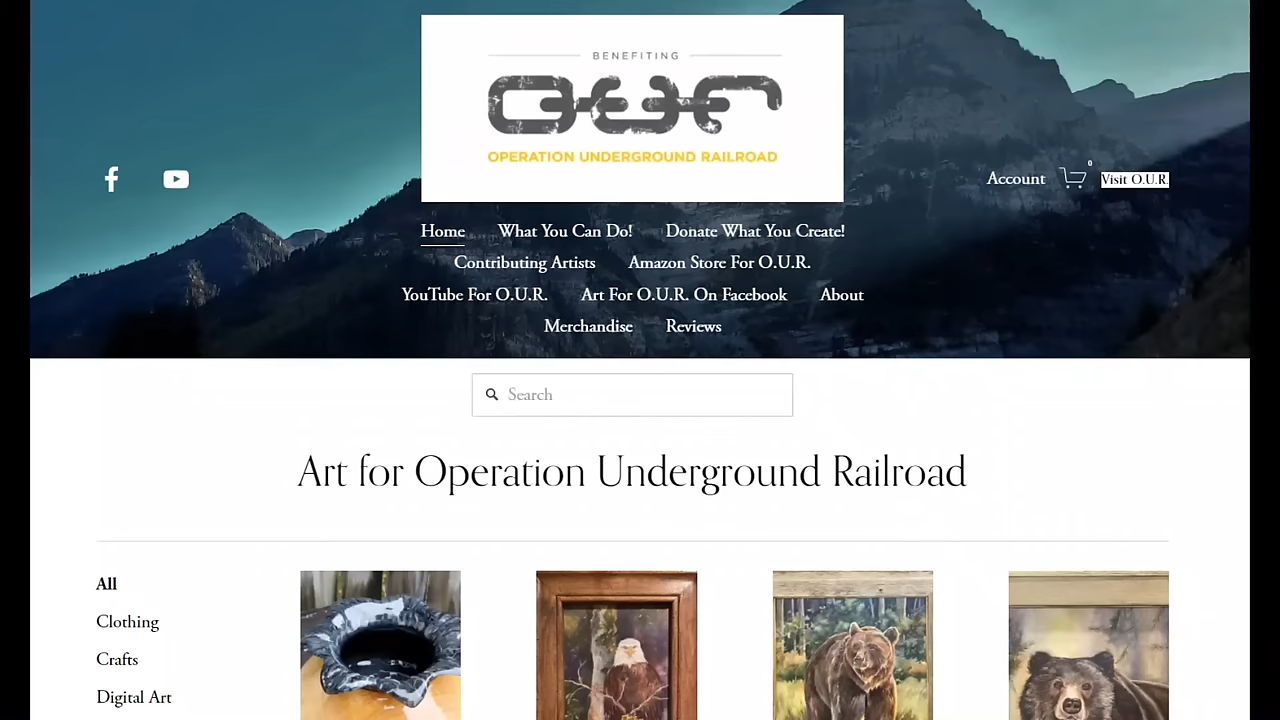 BENEFITING
OUR
OPERATION UNDERGROUND RAILROAD
Account
0
Visit O.U.R.
Home What You Can Do! Donate What You Create!
Contributing Artists Amazon Store For O.U.R.
YouTube For O.U.R. Art For O.U.R. On Facebook About
Merchandise Reviews
Search
Art for Operation Underground Railroad
All
Clothing
Crafts
Digital Art